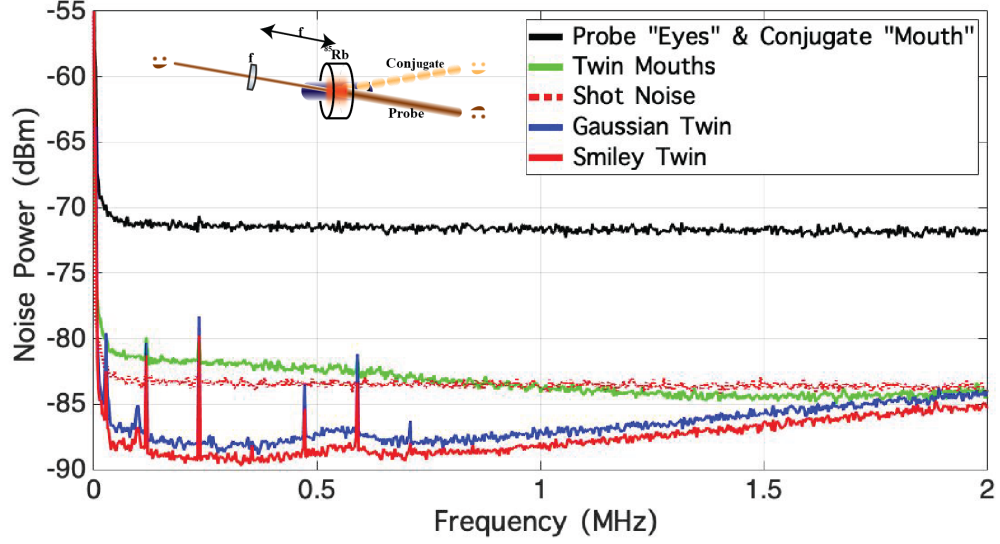 -55
-60
-65
-70
-75
-80
-85
-90
Noise Power (dBm)
f
85Rb
f
Conjugate
Probe
Probe "Eyes" & Conjugate "Mouth"
Twin Mouths
Shot Noise
Gaussian Twin
Smiley Twin
0
0.5
1
1.5
2
Frequency (MHz)